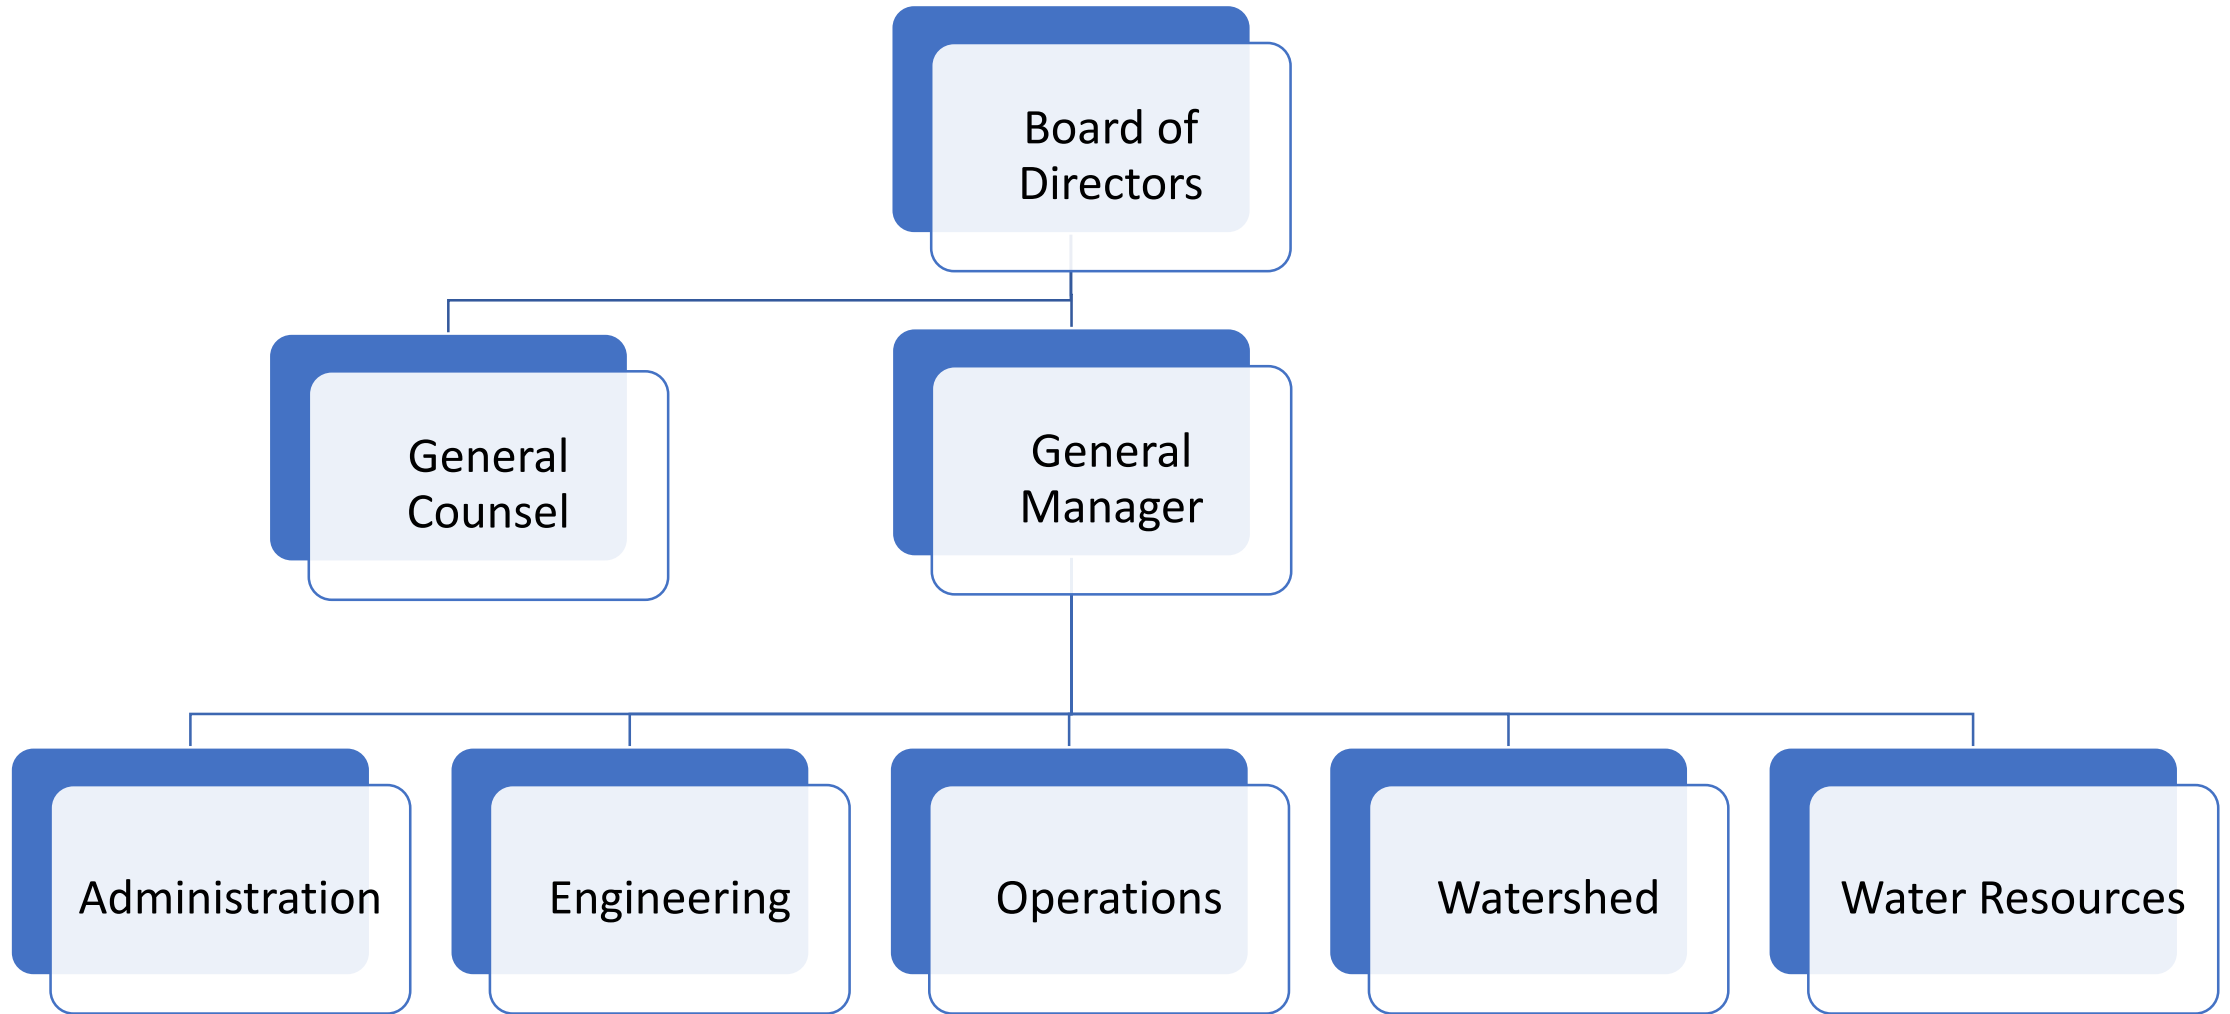 Board of
Directors
General
Counsel
General
Manager
Administration
Engineering
Operations
Watershed
Water Resources